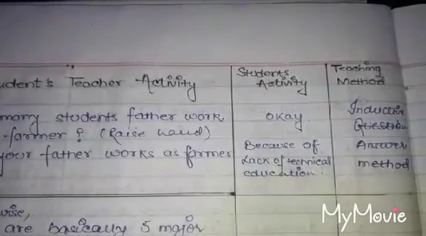 udent's Teacher Activity
Students Activity
Teaching Method
many students father work
farmer ? (Raise hand)
your father works as farmer
okay
Because of
Lack of technical
education.
Question
Answer
method
wise,
are basically 5 major
MyMovie